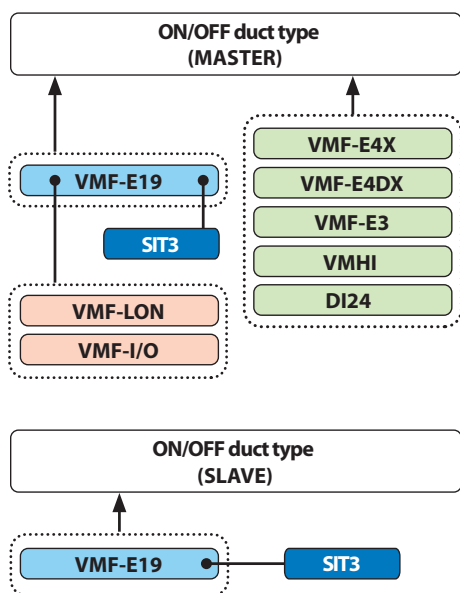 ON/OFF duct type
(MASTER)
VMF-E19
SIT3
VMF-LON
VMF-I/O
VMF-E4X
VMF-E4DX
VMF-E3
VMHI
DI24
ON/OFF duct type
(SLAVE)
VMF-E19
SIT3